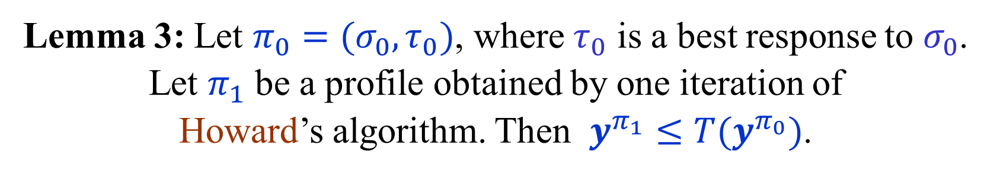 Lemma 3: Let π₀ = (σ₀, τ₀), where τ₀ is a best response to σ₀.
Let π₁ be a profile obtained by one iteration of
Howard’s algorithm. Then 𝒚^{π₁} ≤ T(𝒚^{π₀}).